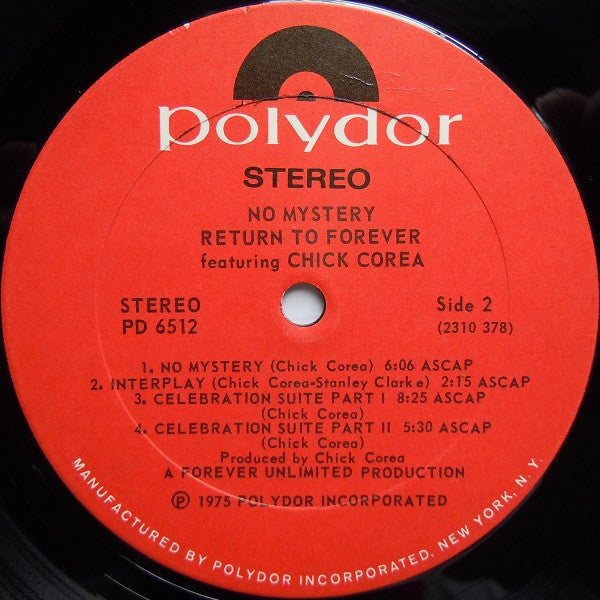 polydor
STEREO
NO MYSTERY
RETURN TO FOREVER
featuring CHICK COREA
STEREO
PD 6512
Side 2
(2310 378)
1. NO MYSTERY (Chick Corea) 6:06 ASCAP
2. INTERPLAY (Chick Corea-Stanley Clarke) 2:15 ASCAP
3. CELEBRATION SUITE PART I 8:25 ASCAP
(Chick Corea)
4. CELEBRATION SUITE PART II 5:30 ASCAP
(Chick Corea)
Produced by Chick Corea
A FOREVER UNLIMITED PRODUCTION
℗ 1975 POLYDOR INCORPORATED
MANUFACTURED BY POLYDOR INCORPORATED, NEW YORK, N. Y.